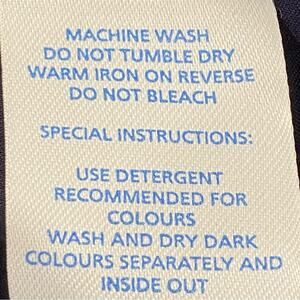 MACHINE WASH
DO NOT TUMBLE DRY
WARM IRON ON REVERSE
DO NOT BLEACH
SPECIAL INSTRUCTIONS:
USE DETERGENT
RECOMMENDED FOR
COLOURS
WASH AND DRY DARK
COLOURS SEPARATELY AND
INSIDE OUT